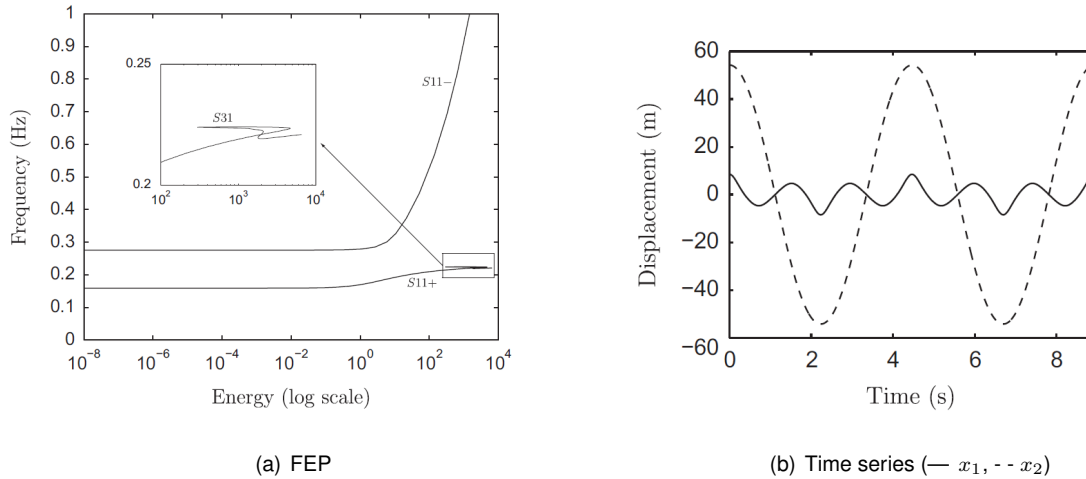 1
0.9
0.8
0.7
0.6
0.5
0.4
0.3
0.2
0.1
0
Frequency (Hz)
0.25
0.2
S31
10^2 10^3 10^4
S11−
S11+
10^−8 10^−6 10^−4 10^−2 10^0 10^2 10^4
Energy (log scale)
(a) FEP
60
40
20
0
−20
−40
−60
Displacement (m)
0 2 4 6 8
Time (s)
(b) Time series (— x_1, - - x_2)